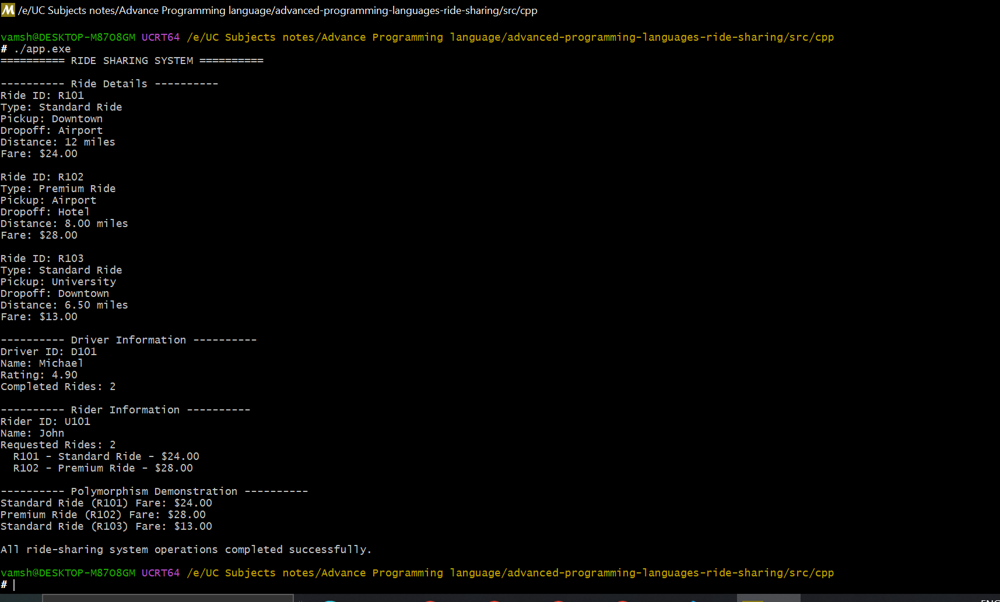 M /e/UC Subjects notes/Advance Programming language/advanced-programming-languages-ride-sharing/src/cpp
vamsh@DESKTOP-M87O8GM UCRT64 /e/UC Subjects notes/Advance Programming language/advanced-programming-languages-ride-sharing/src/cpp
# ./app.exe
========== RIDE SHARING SYSTEM ==========
---------- Ride Details ----------
Ride ID: R101
Type: Standard Ride
Pickup: Downtown
Dropoff: Airport
Distance: 12 miles
Fare: $24.00
Ride ID: R102
Type: Premium Ride
Pickup: Airport
Dropoff: Hotel
Distance: 8.00 miles
Fare: $28.00
Ride ID: R103
Type: Standard Ride
Pickup: University
Dropoff: Downtown
Distance: 6.50 miles
Fare: $13.00
---------- Driver Information ----------
Driver ID: D101
Name: Michael
Rating: 4.90
Completed Rides: 2
---------- Rider Information ----------
Rider ID: U101
Name: John
Requested Rides: 2
  R101 - Standard Ride - $24.00
  R102 - Premium Ride - $28.00
---------- Polymorphism Demonstration ----------
Standard Ride (R101) Fare: $24.00
Premium Ride (R102) Fare: $28.00
Standard Ride (R103) Fare: $13.00
All ride-sharing system operations completed successfully.
vamsh@DESKTOP-M87O8GM UCRT64 /e/UC Subjects notes/Advance Programming language/advanced-programming-languages-ride-sharing/src/cpp
#